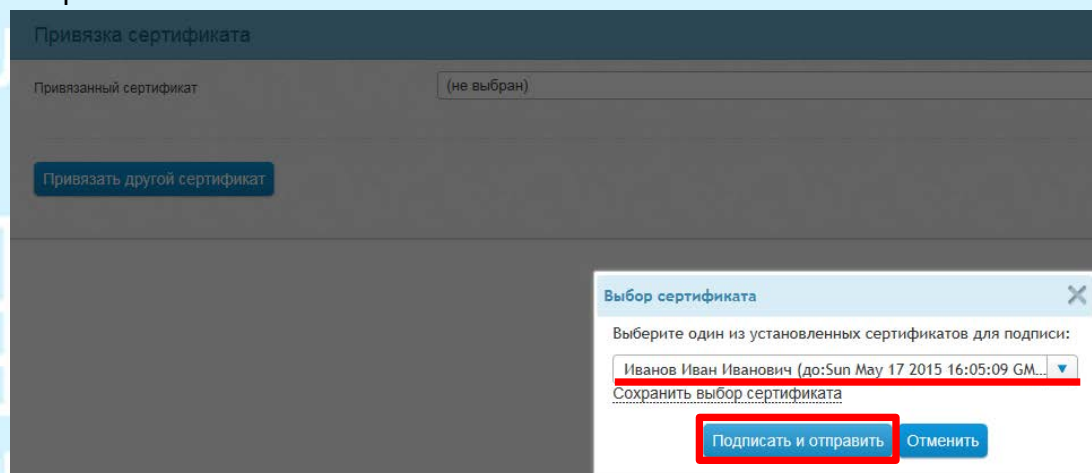 Привязка сертификата
Привязанный сертификат
(не выбран)
Привязать другой сертификат
Выбор сертификата
Выберите один из установленных сертификатов для подписи:
Иванов Иван Иванович (до:Sun May 17 2015 16:05:09 GM...
Сохранить выбор сертификата
Подписать и отправить Отменить